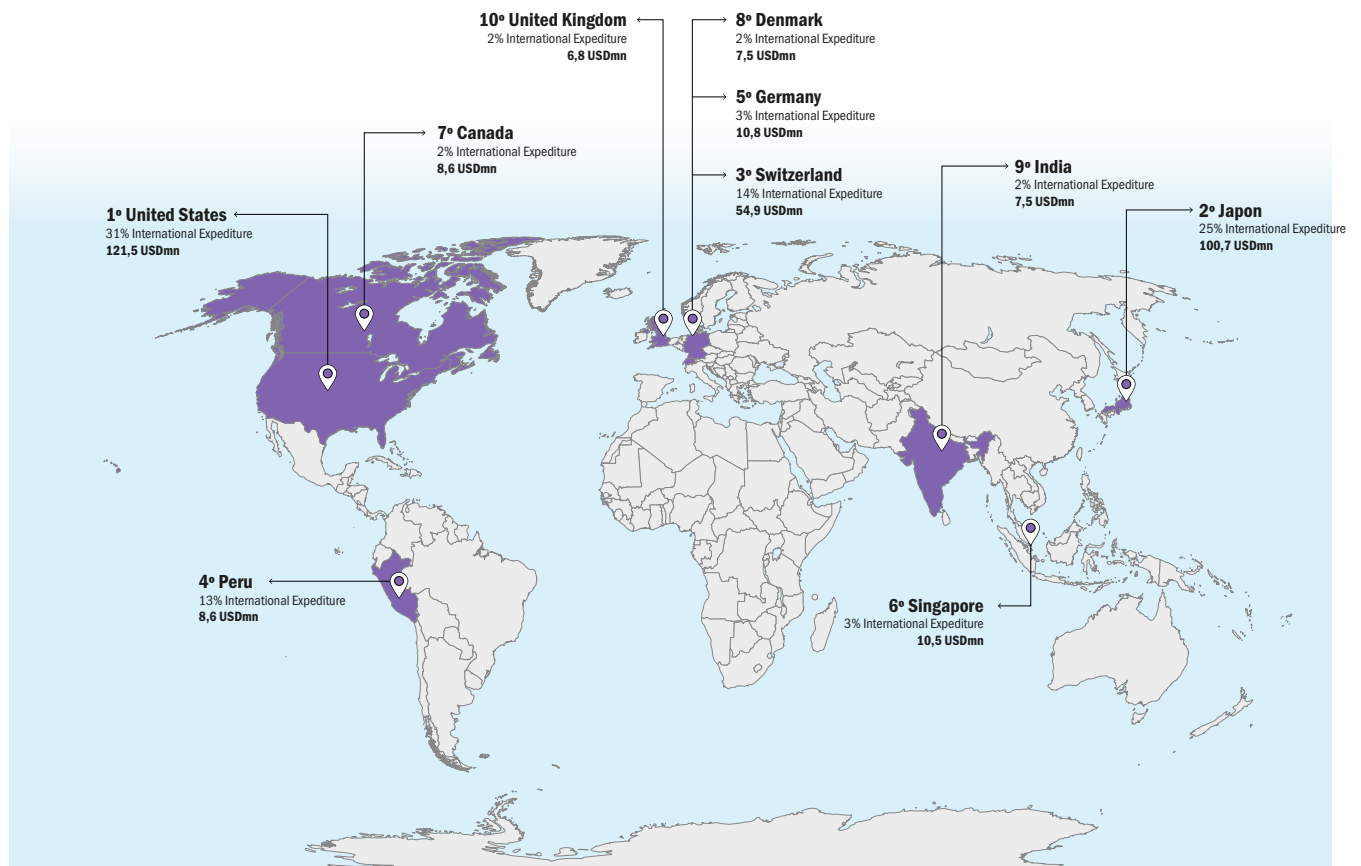 10º United Kingdom
2% International Expediture
6,8 USDmn
8º Denmark
2% International Expediture
7,5 USDmn
5º Germany
3% International Expediture
10,8 USDmn
7º Canada
2% International Expediture
8,6 USDmn
3º Switzerland
14% International Expediture
54,9 USDmn
9º India
2% International Expediture
7,5 USDmn
1º United States
31% International Expediture
121,5 USDmn
2º Japon
25% International Expediture
100,7 USDmn
4º Peru
13% International Expediture
8,6 USDmn
6º Singapore
3% International Expediture
10,5 USDmn